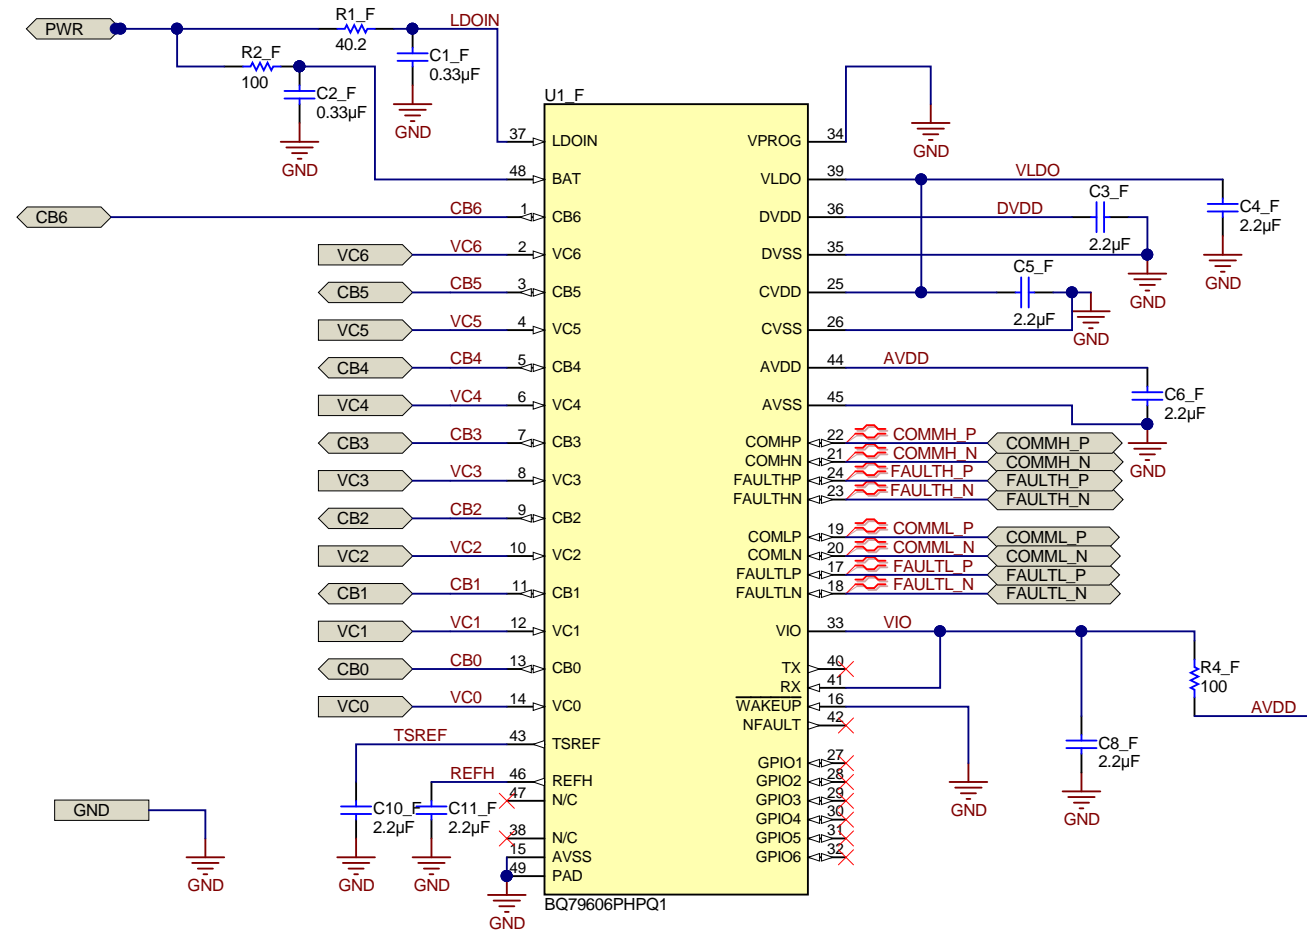 PWR
R1_F
40.2
LDOIN
R2_F
100
C1_F
0.33µF
C2_F
0.33µF
GND
GND
U1_F
GND
37 LDOIN
VPROG 34
48 BAT
VLDO 39 VLDO
C3_F
2.2µF
C4_F
2.2µF
CB6 CB6 1 CB6
DVDD 36 DVDD
VC6 VC6 2 VC6
DVSS 35
GND
GND
C5_F
2.2µF
CB5 CB5 3 CB5
CVDD 25
GND
VC5 VC5 4 VC5
CVSS 26
CB4 CB4 5 CB4
AVDD 44 AVDD
C6_F
2.2µF
VC4 VC4 6 VC4
AVSS 45
GND
CB3 CB3 7 CB3
COMHP 22 COMMH_P COMMH_P
COMHN 21 COMMH_N COMMH_N
VC3 VC3 8 VC3
FAULTHP 24 FAULTH_P FAULTH_P
FAULTHN 23 FAULTH_N FAULTH_N
CB2 CB2 9 CB2
COMLP 19 COMML_P COMML_P
VC2 VC2 10 VC2
COMLN 20 COMML_N COMML_N
FAULTLP 17 FAULTL_P FAULTL_P
CB1 CB1 11 CB1
FAULTLN 18 FAULTL_N FAULTL_N
VC1 VC1 12 VC1
VIO 33 VIO
CB0 CB0 13 CB0
TX 40
RX 41
R4_F
100
AVDD
VC0 VC0 14 VC0
WAKEUP 16
NFAULT 42
TSREF 43 TSREF
C8_F
2.2µF
GPIO1 27
REFH 46 REFH
GPIO2 28
47 N/C
GPIO3 29
GND
GND
GND
C10_F
2.2µF
C11_F
2.2µF
GPIO4 30
38 N/C
GPIO5 31
15 AVSS
GPIO6 32
49 PAD
GND
GND
GND
GND
BQ79606PHPQ1